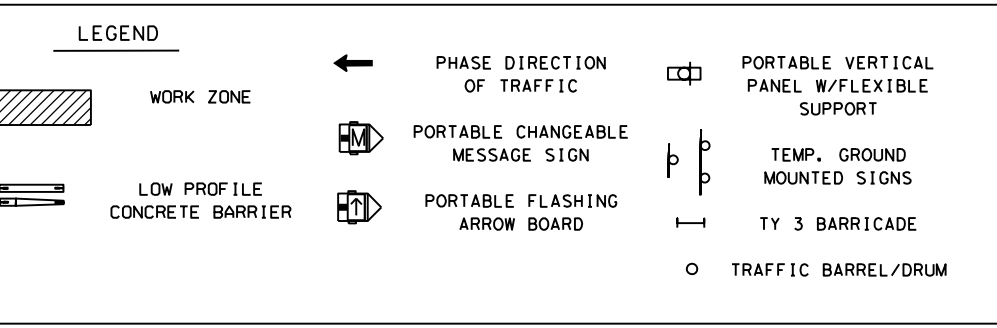 LEGEND
WORK ZONE
LOW PROFILE
CONCRETE BARRIER
PHASE DIRECTION
OF TRAFFIC
M
PORTABLE CHANGEABLE
MESSAGE SIGN
PORTABLE FLASHING
ARROW BOARD
PORTABLE VERTICAL
PANEL W/FLEXIBLE
SUPPORT
TEMP. GROUND
MOUNTED SIGNS
TY 3 BARRICADE
TRAFFIC BARREL/DRUM